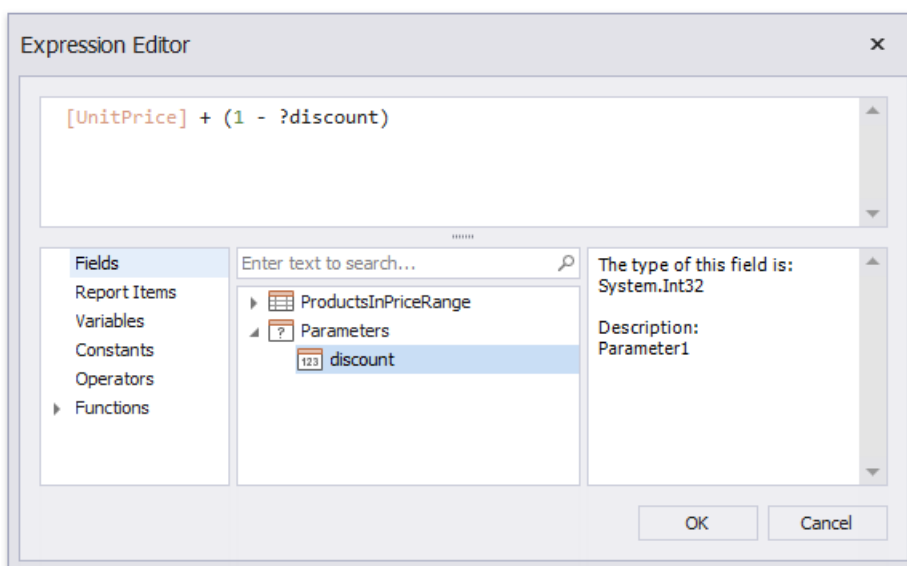 Expression Editor
[UnitPrice] + (1 - ?discount)
Fields
Report Items
Variables
Constants
Operators
Functions
Enter text to search...
ProductsInPriceRange
? Parameters
123 discount
The type of this field is:
System.Int32
Description:
Parameter1
OK
Cancel